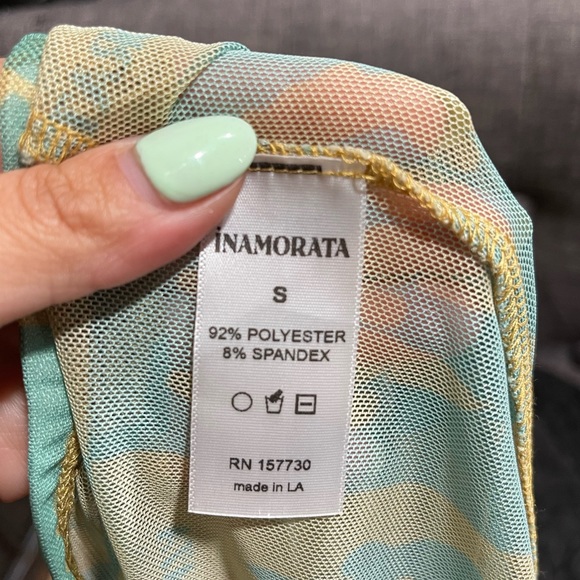 iNAMORATA
S
92% POLYESTER
8% SPANDEX
RN 157730
made in LA